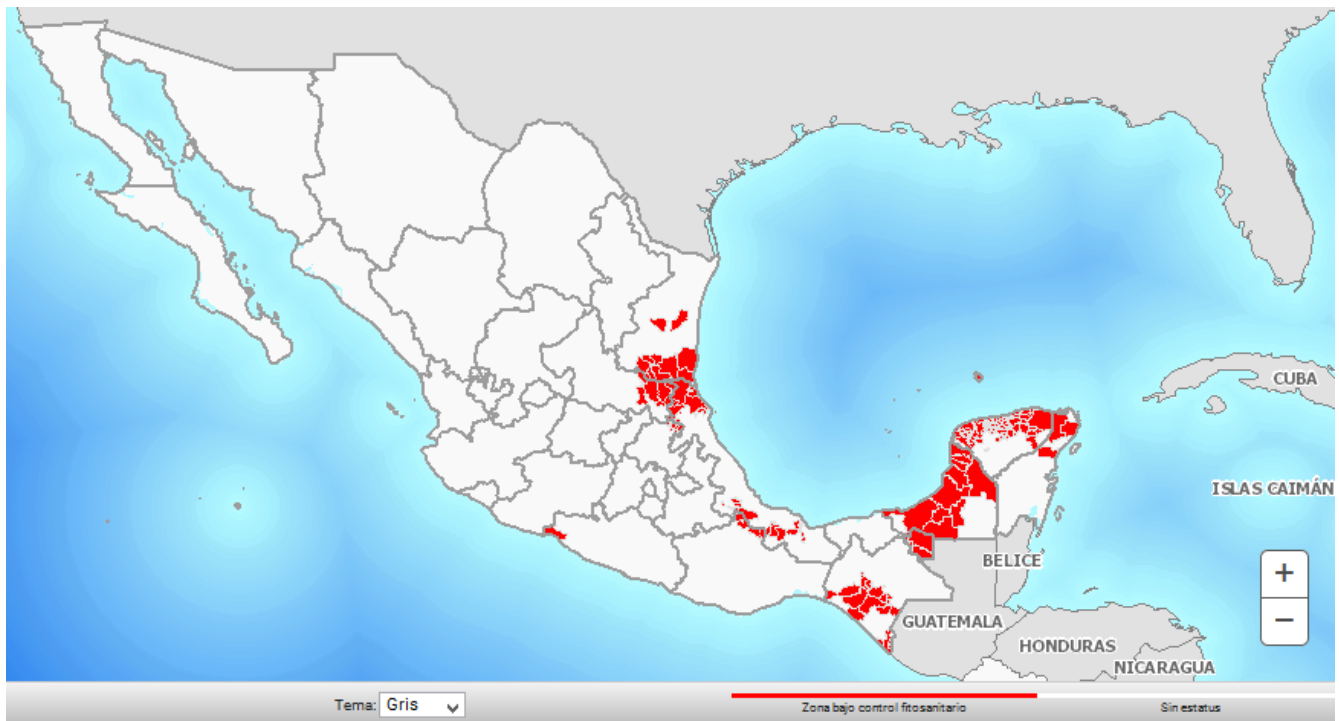 CUBA
ISLAS CAIMÁN
BELICE
GUATEMALA
HONDURAS
NICARAGUA
+
−
Tema: Gris
Zona bajo control fitosanitario
Sin estatus